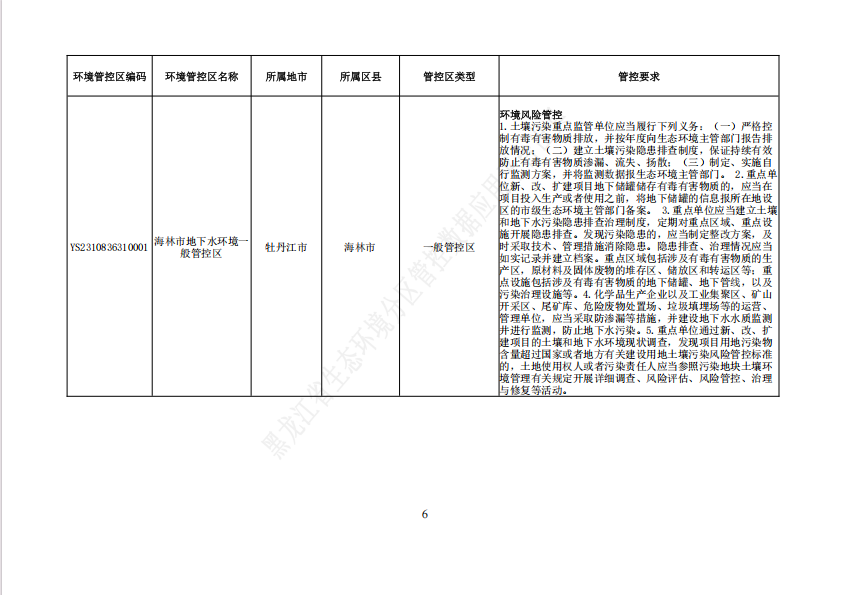 环境管控区编码 环境管控区名称 所属地市 所属区县 管控区类型 管控要求
YS2310836310001 海林市地下水环境一 牡丹江市 海林市 一般管控区
般管控区
环境风险管控
1.土壤污染重点监管单位应当履行下列义务：（一）严格控
制有毒有害物质排放，并按年度向生态环境主管部门报告排
放情况；（二）建立土壤污染隐患排查制度，保证持续有效
防止有毒有害物质渗漏、流失、扬散；（三）制定、实施自
行监测方案，并将监测数据报生态环境主管部门。 2.重点单
位新、改、扩建项目地下储罐储存有毒有害物质的，应当在
项目投入生产或者使用之前，将地下储罐的信息报所在地设
区的市级生态环境主管部门备案。 3.重点单位应当建立土壤
和地下水污染隐患排查治理制度，定期对重点区域、重点设
施开展隐患排查。发现污染隐患的，应当制定整改方案，及
时采取技术、管理措施消除隐患。隐患排查、治理情况应当
如实记录并建立档案。重点区域包括涉及有毒有害物质的生
产区，原材料及固体废物的堆存区、储放区和转运区等；重
点设施包括涉及有毒有害物质的地下储罐、地下管线，以及
污染治理设施等。4.化学品生产企业以及工业集聚区、矿山
开采区、尾矿库、危险废物处置场、垃圾填埋场等的运营、
管理单位，应当采取防渗漏等措施，并建设地下水水质监测
井进行监测，防止地下水污染。5.重点单位通过新、改、扩
建项目的土壤和地下水环境现状调查，发现项目用地污染物
含量超过国家或者地方有关建设用地土壤污染风险管控标准
的，土地使用权人或者污染责任人应当参照污染地块土壤环
境管理有关规定开展详细调查、风险评估、风险管控、治理
与修复等活动。
黑龙江省生态环境分区管控数据应用
6